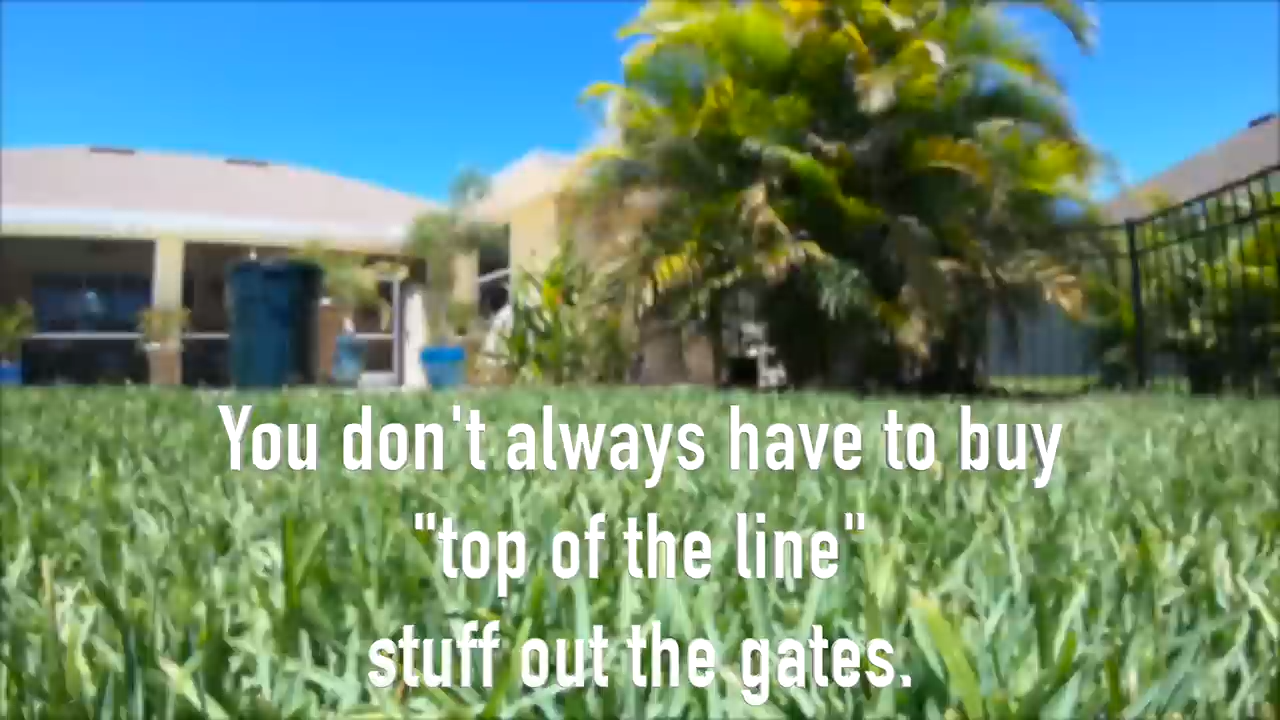 You don't always have to buy
"top of the line"
stuff out the gates.